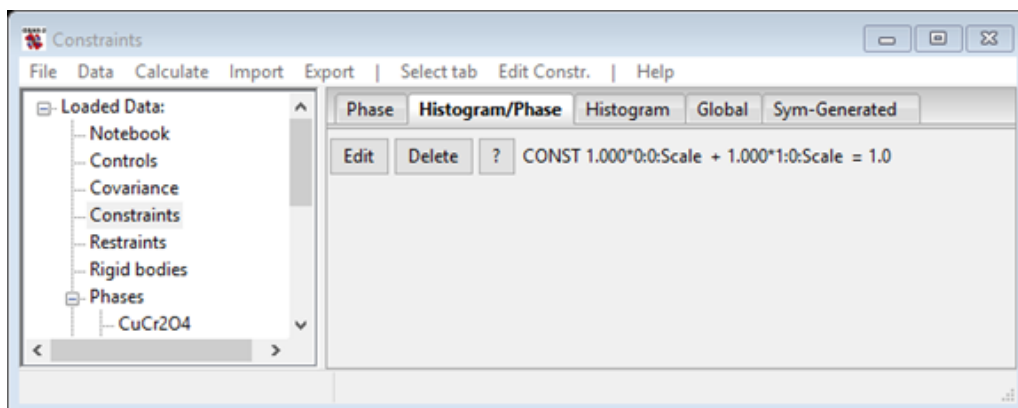 Constraints
File Data Calculate Import Export | Select tab Edit Constr. | Help
Loaded Data:
Notebook
Controls
Covariance
Constraints
Restraints
Rigid bodies
Phases
CuCr2O4
Phase Histogram/Phase Histogram Global Sym-Generated
Edit Delete ? CONST 1.000*0:0:Scale + 1.000*1:0:Scale = 1.0